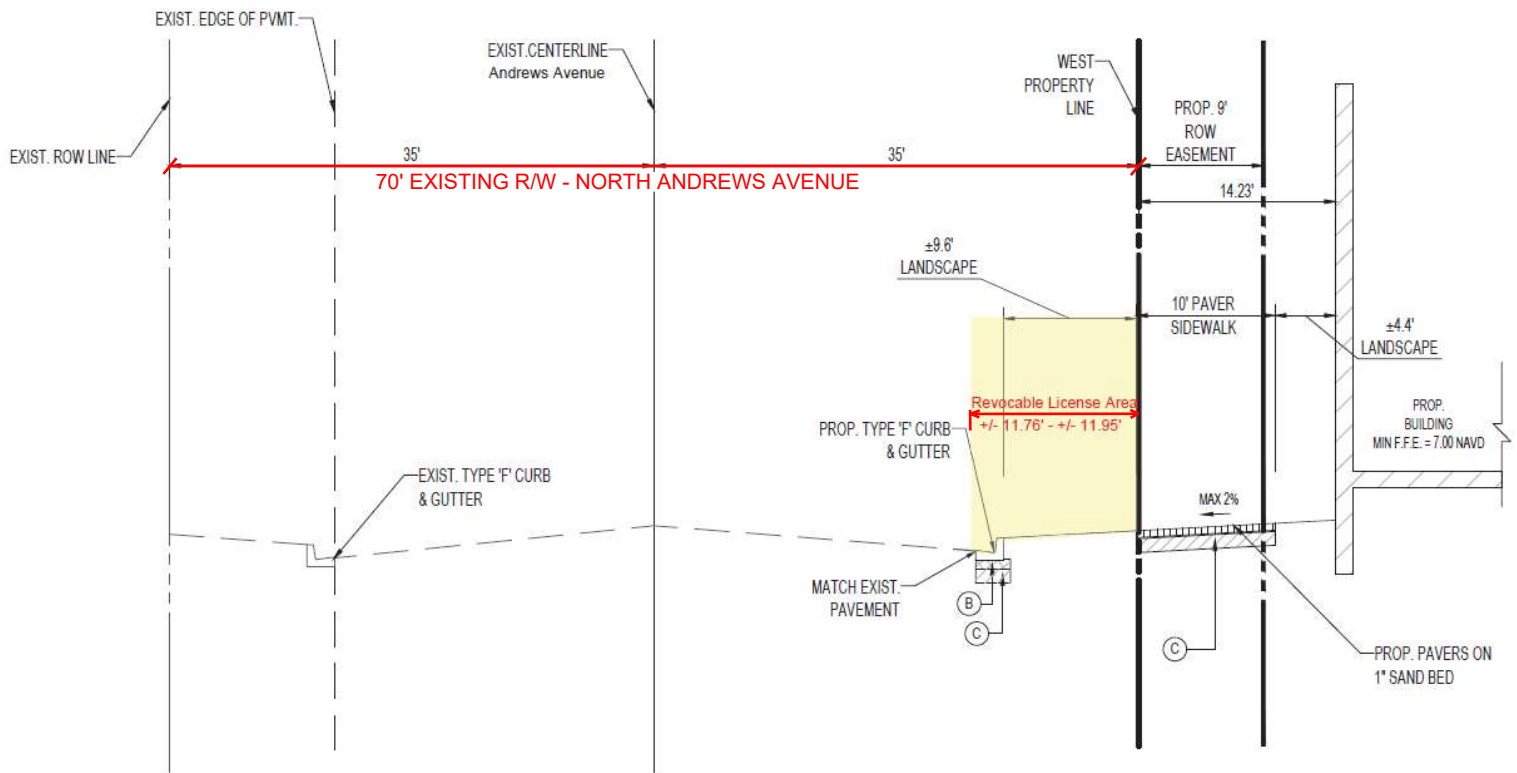 EXIST. EDGE OF PVMT.
EXIST.CENTERLINE
Andrews Avenue
WEST
PROPERTY
LINE
PROP. 9'
ROW
EASEMENT
EXIST. ROW LINE
35'
35'
70' EXISTING R/W - NORTH ANDREWS AVENUE
14.23'
±9.6'
LANDSCAPE
10' PAVER
SIDEWALK
±4.4'
LANDSCAPE
Revocable License Area
+/- 11.76' - +/- 11.95'
PROP. TYPE 'F' CURB
& GUTTER
PROP.
BUILDING
MIN F.F.E. = 7.00 NAVD
EXIST. TYPE 'F' CURB
& GUTTER
MAX 2%
MATCH EXIST.
PAVEMENT
B
C
C
PROP. PAVERS ON
1" SAND BED